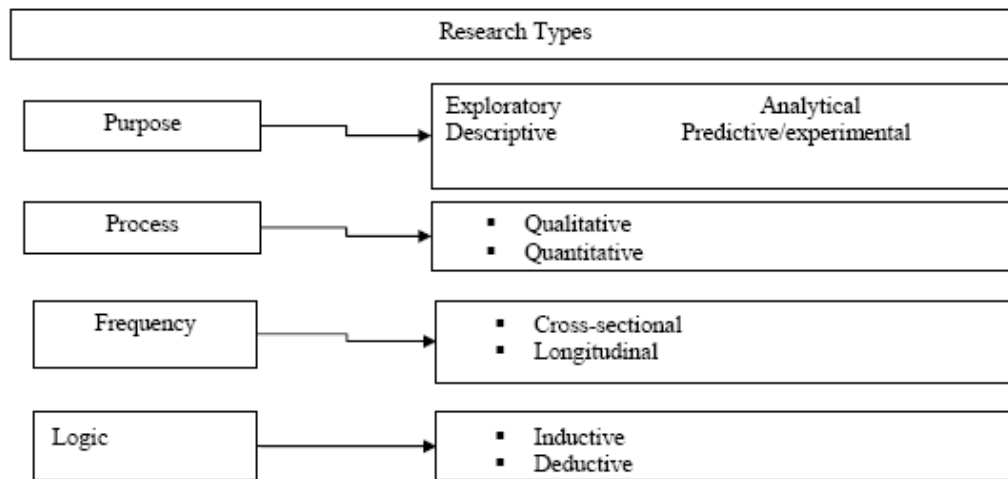 Research Types
Purpose
Exploratory Analytical
Descriptive Predictive/experimental
Process
▪ Qualitative
▪ Quantitative
Frequency
▪ Cross-sectional
▪ Longitudinal
Logic
▪ Inductive
▪ Deductive